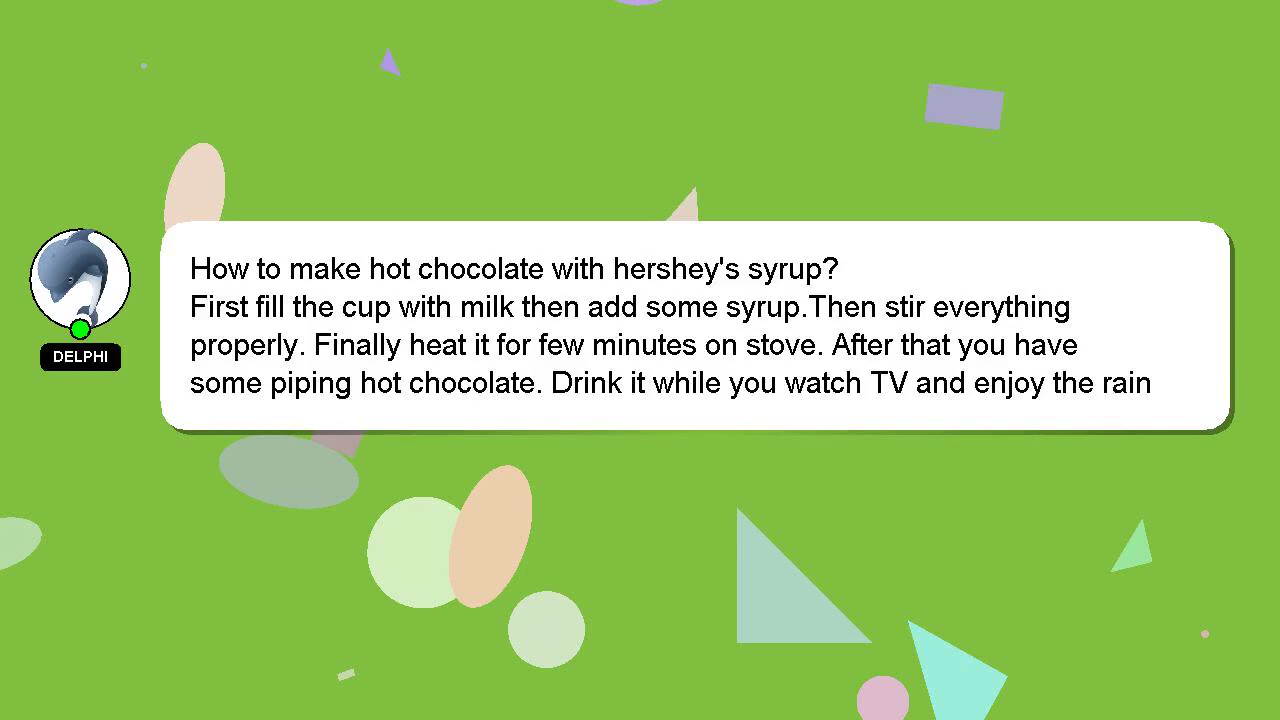 How to make hot chocolate with hershey's syrup?
First fill the cup with milk then add some syrup.Then stir everything
properly. Finally heat it for few minutes on stove. After that you have
some piping hot chocolate. Drink it while you watch TV and enjoy the rain
DELPHI